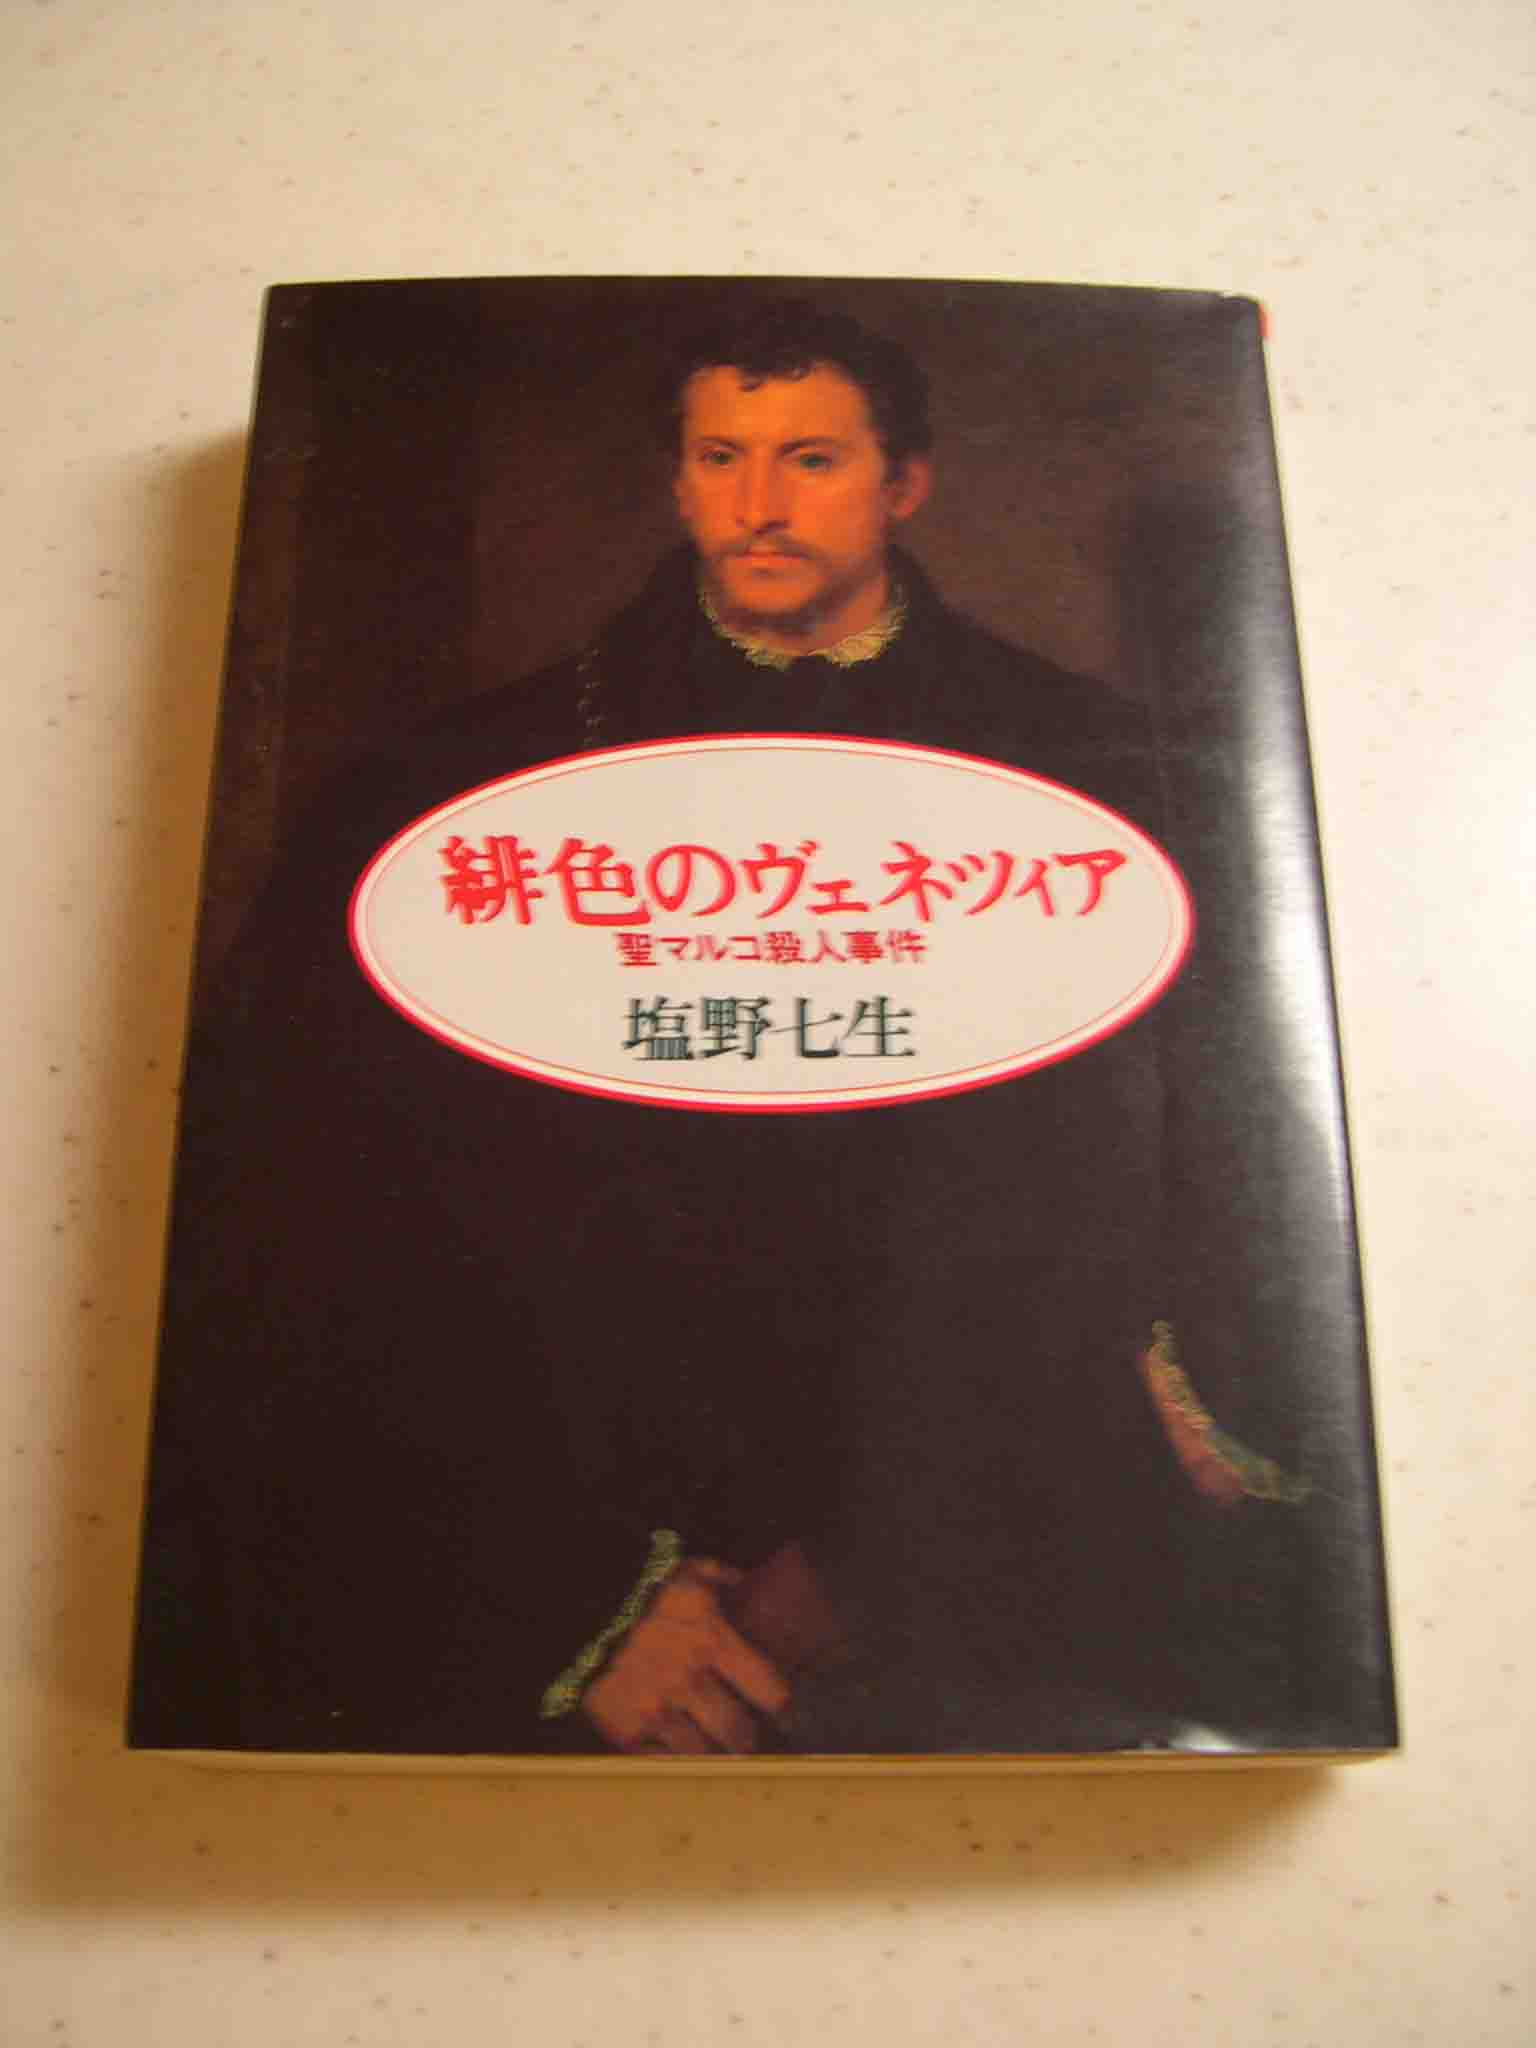 緋色のヴェネツィア
聖マルコ殺人事件
塩野七生